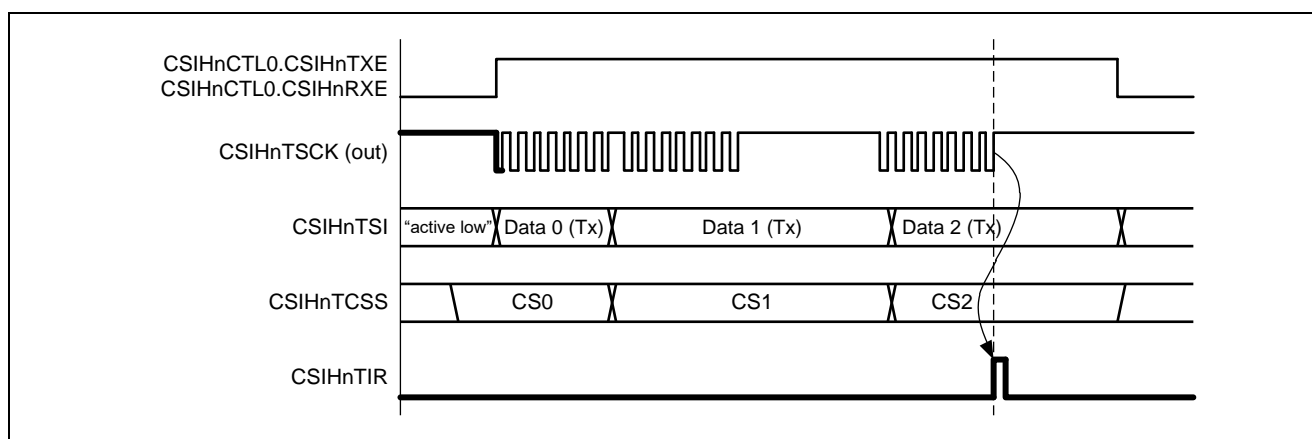 CSIHnCTL0.CSIHnTXE
CSIHnCTL0.CSIHnRXE
CSIHnTSCK (out)
CSIHnTSI
“active low”
Data 0 (Tx)
Data 1 (Tx)
Data 2 (Tx)
CSIHnTCSS
CS0
CS1
CS2
CSIHnTIR